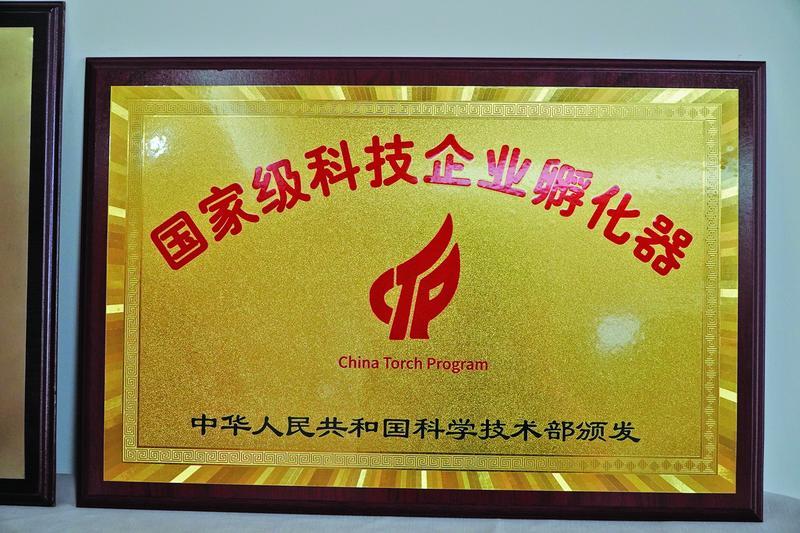 国家级科技企业孵化器
CTP
China Torch Program
中华人民共和国科学技术部颁发